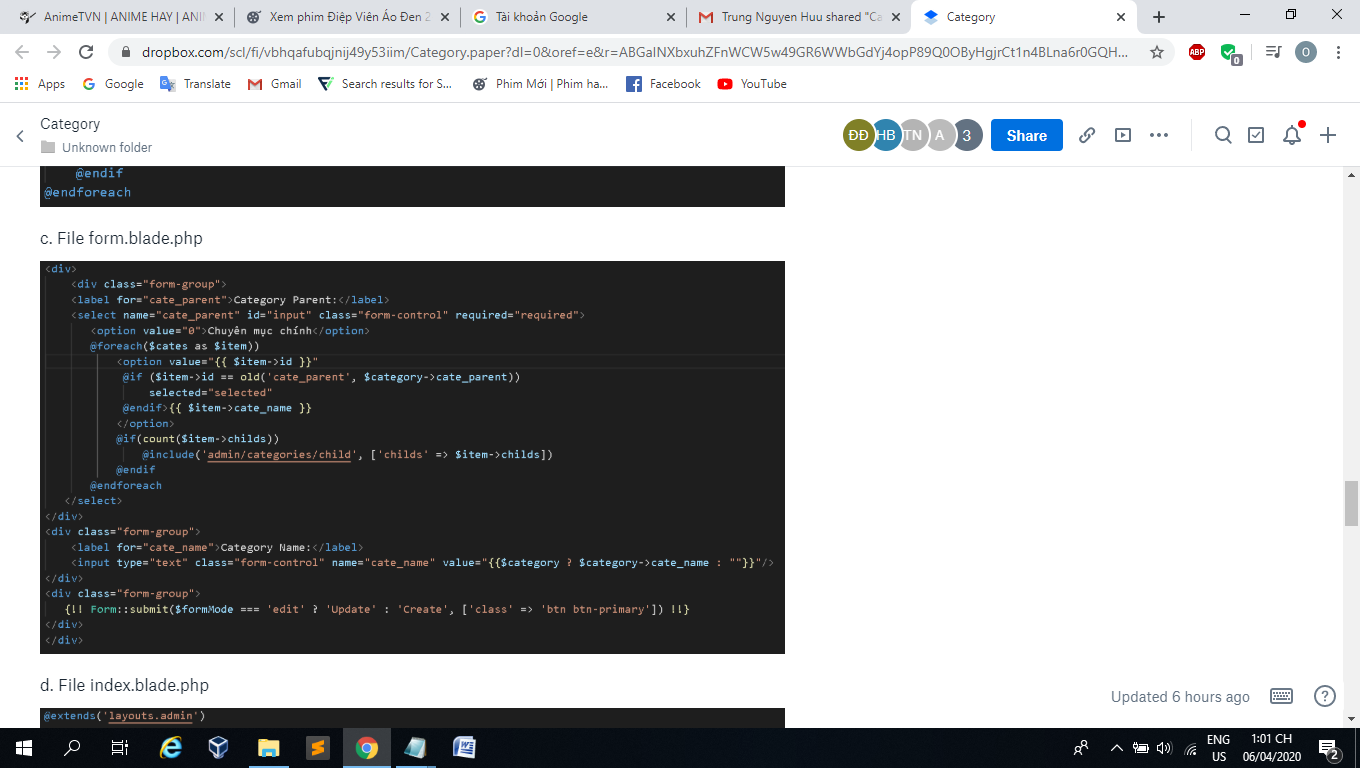 AnimeTVN | ANIME HAY | ANI
Xem phim Điệp Viên Áo Đen 2
Tài khoản Google
Trung Nguyen Huu shared "Ca
Category
dropbox.com/scl/fi/vbhqafubqjnij49y53iim/Category.paper?dl=0&oref=e&r=ABGaINXbxuhZFnWCW5w49GR6WWbGdYj4opP89Q0OByHgjrCt1n4BLna6r0GQH...
ABP
0
O
Apps
Google
Translate
Gmail
Search results for S...
Phim Mới | Phim ha...
Facebook
YouTube
Category
Unknown folder
ĐĐ HB TN A 3
Share
@endif
@endforeach
c. File form.blade.php
<div>
<div class="form-group">
<label for="cate_parent">Category Parent:</label>
<select name="cate_parent" id="input" class="form-control" required="required">
<option value="0">Chuyên mục chính</option>
@foreach($cates as $item))
<option value="{{ $item->id }}"
@if ($item->id == old('cate_parent', $category->cate_parent))
selected="selected"
@endif>{{ $item->cate_name }}
</option>
@if(count($item->childs))
@include('admin/categories/child', ['childs' => $item->childs])
@endif
@endforeach
</select>
</div>
<div class="form-group">
<label for="cate_name">Category Name:</label>
<input type="text" class="form-control" name="cate_name" value="{{$category ? $category->cate_name : ""}}"/>
</div>
<div class="form-group">
{!! Form::submit($formMode === 'edit' ? 'Update' : 'Create', ['class' => 'btn btn-primary']) !!}
</div>
</div>
d. File index.blade.php
@extends('layouts.admin')
Updated 6 hours ago
ENG
US
1:01 CH
06/04/2020
2